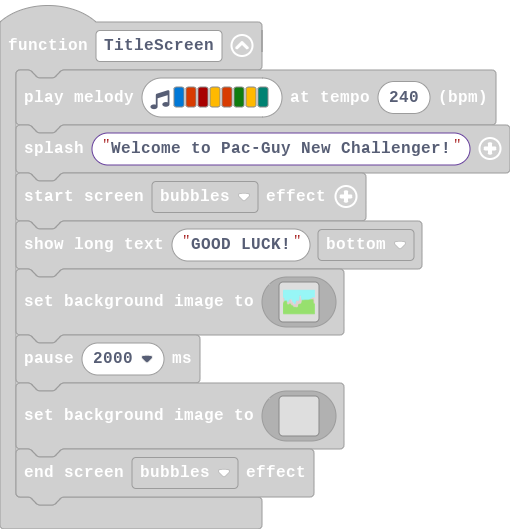 function TitleScreen
play melody at tempo 240 (bpm)
splash "Welcome to Pac-Guy New Challenger!"
start screen bubbles effect
show long text "GOOD LUCK!" bottom
set background image to
pause 2000 ms
set background image to
end screen bubbles effect